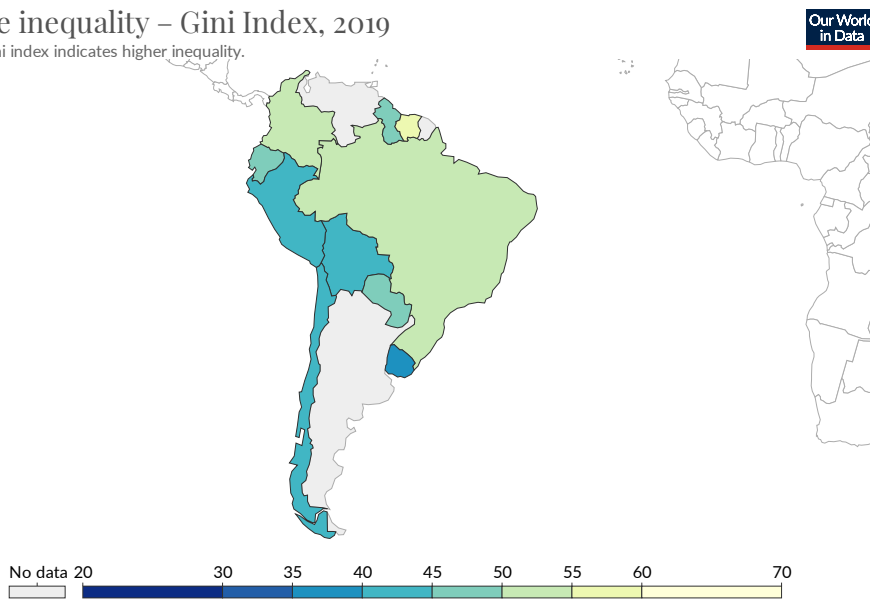 e inequality – Gini Index, 2019
ni index indicates higher inequality.
Our World
in Data
No data 20 30 35 40 45 50 55 60 70